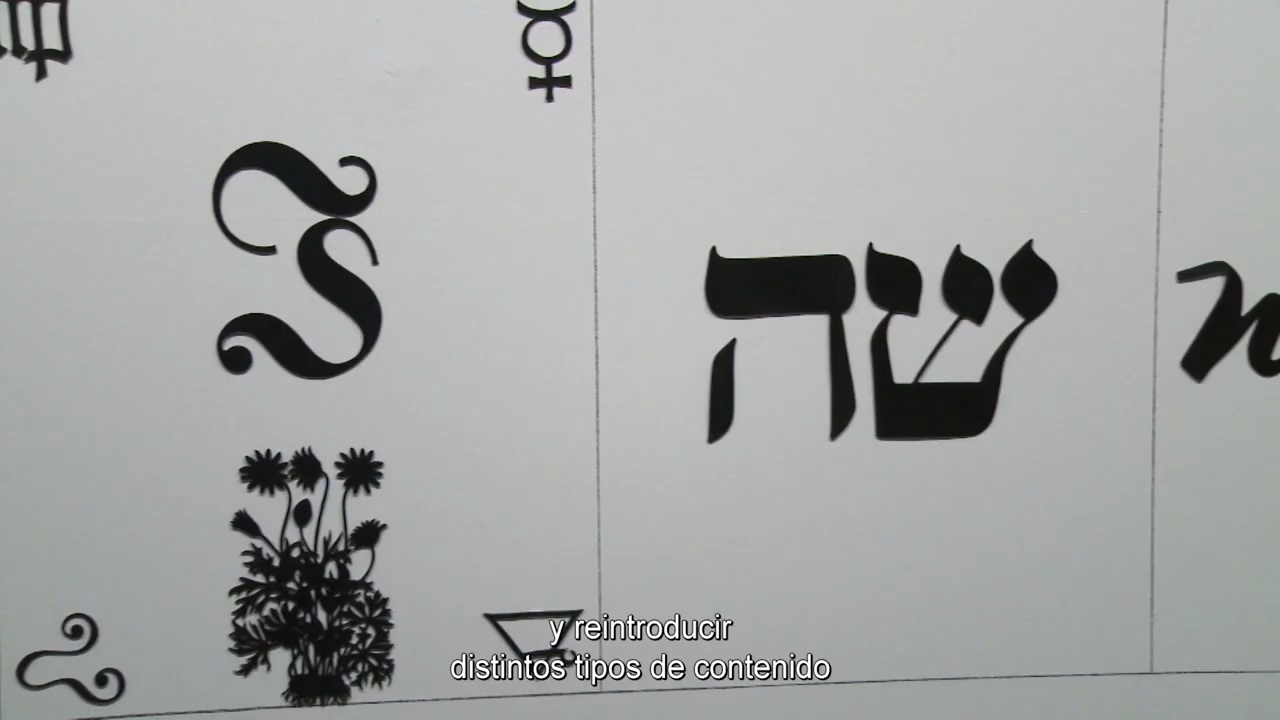 שה
y reintroducir
distintos tipos de contenido